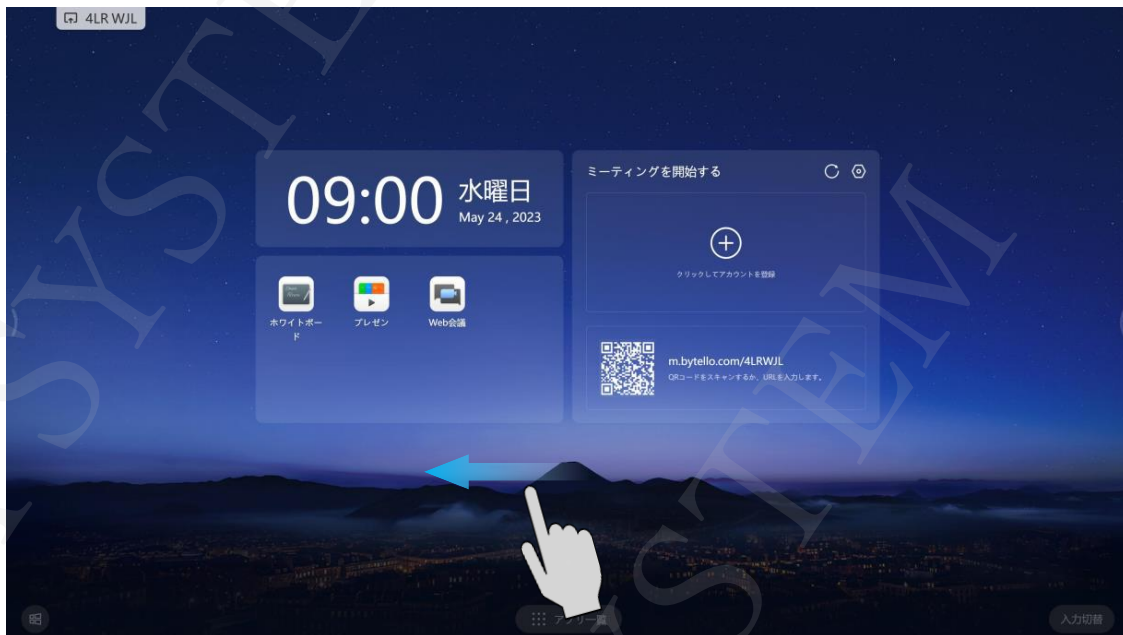 4LR WJL
09:00
水曜日
May 24 , 2023
ミーティングを開始する
クリックしてアカウントを登録
ホワイトボー
ド
プレゼン
Web会議
m.bytello.com/4LRWJL
QRコードをスキャンするか、URLを入力します。
アプリ一覧
入力切替
SYSTEM
SYSTEM